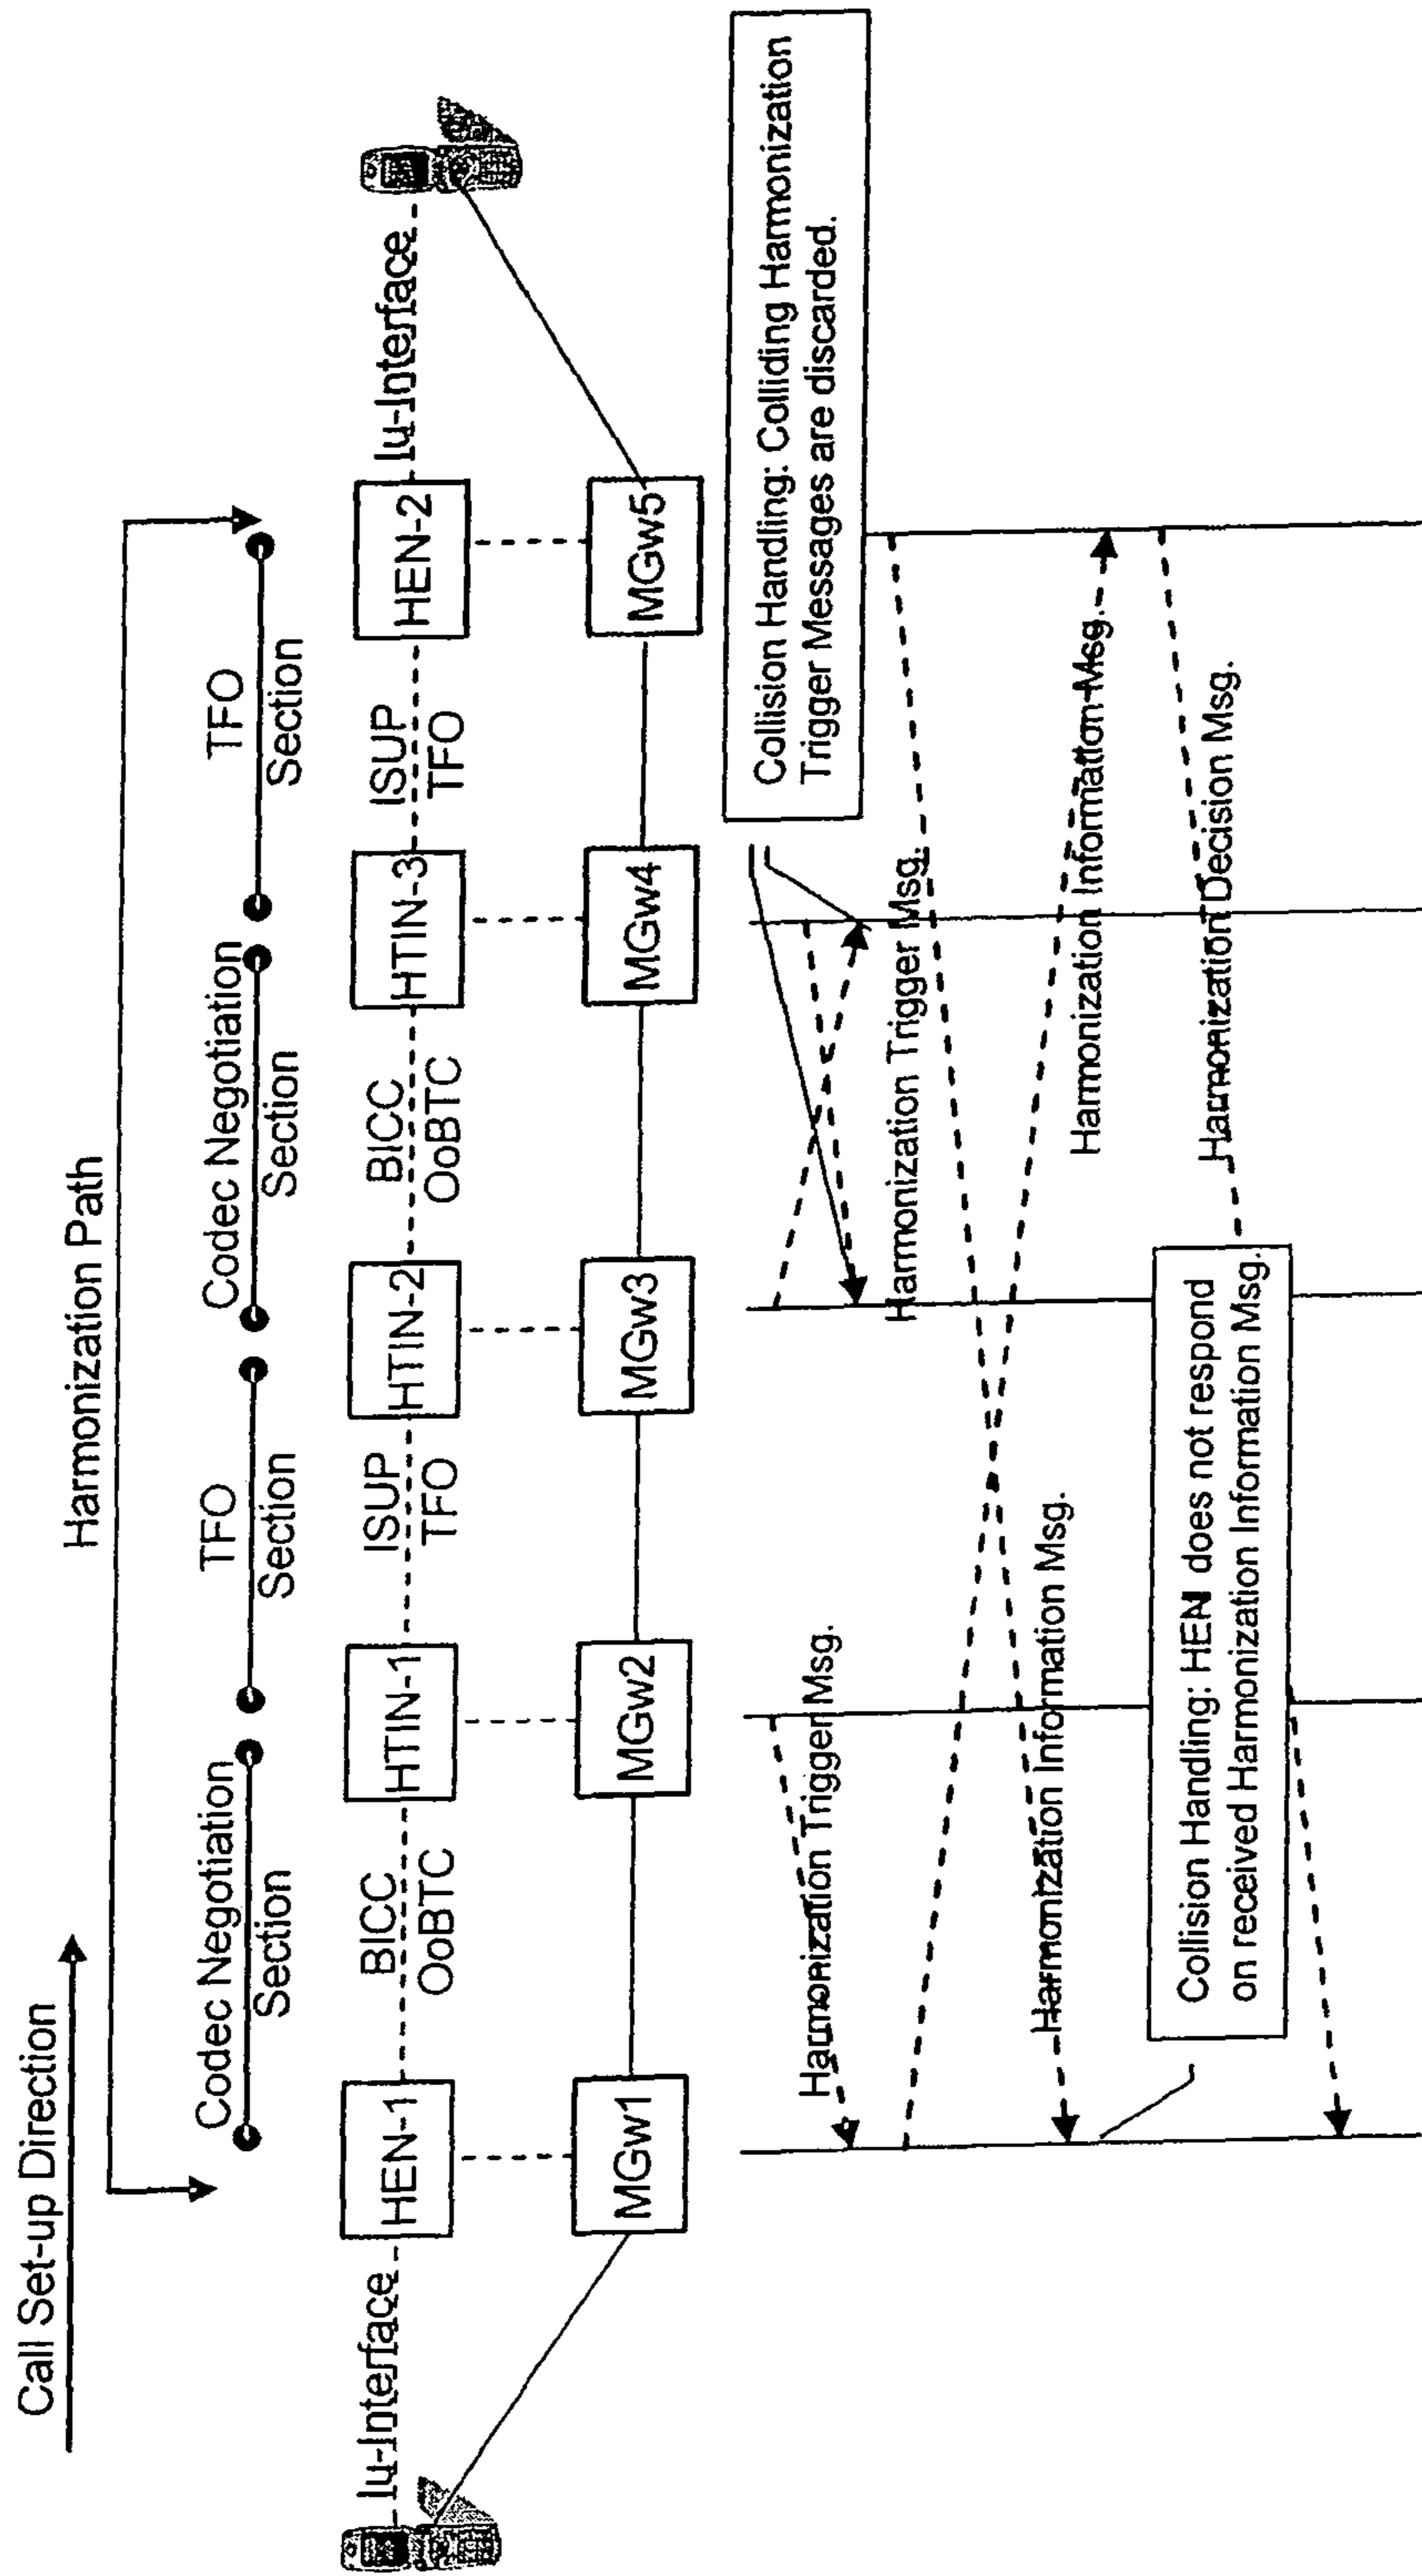 Call Set-up Direction
Harmonization Path
Codec Negotiation
Section
TFO
Section
Codec Negotiation
Section
TFO
Section
Iu-Interface
HEN-1
BICC
OoBTC
HTIN-1
ISUP
TFO
HTIN-2
BICC
OoBTC
HTIN-3
ISUP
TFO
HEN-2
Iu-Interface
MGw1
MGw2
MGw3
MGw4
MGw5
Collision Handling: Colliding Harmonization
Trigger Messages are discarded.
Harmonization Trigger Msg.
Harmonization Trigger Msg.
Harmonization Information Msg.
Harmonization Information Msg.
Harmonization Decision Msg.
Collision Handling: HEN does not respond
on received Harmonization Information Msg.